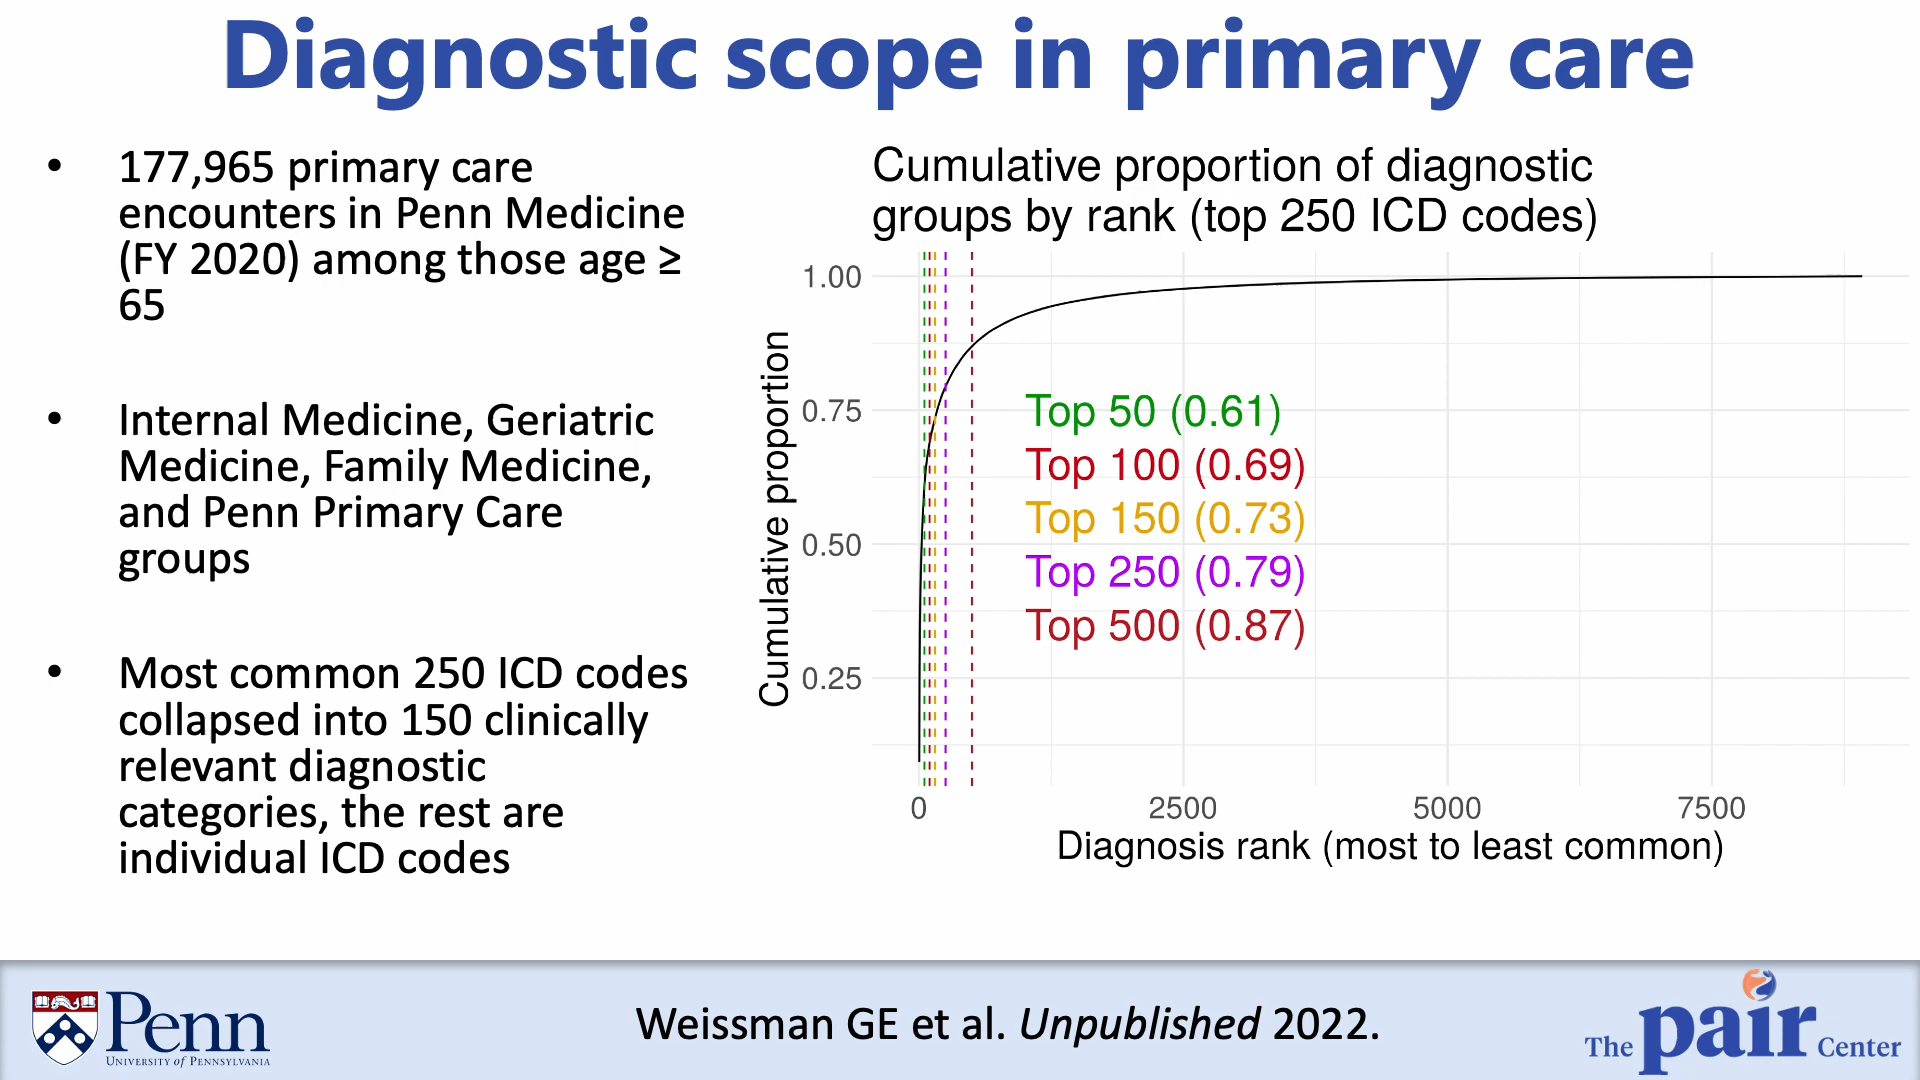 Diagnostic scope in primary care
• 177,965 primary care
encounters in Penn Medicine
(FY 2020) among those age ≥
65
• Internal Medicine, Geriatric
Medicine, Family Medicine,
and Penn Primary Care
groups
• Most common 250 ICD codes
collapsed into 150 clinically
relevant diagnostic
categories, the rest are
individual ICD codes
Cumulative proportion of diagnostic
groups by rank (top 250 ICD codes)
Cumulative proportion
1.00
0.75
0.50
0.25
Top 50 (0.61)
Top 100 (0.69)
Top 150 (0.73)
Top 250 (0.79)
Top 500 (0.87)
0 2500 5000 7500
Diagnosis rank (most to least common)
Penn
UNIVERSITY of PENNSYLVANIA
Weissman GE et al. Unpublished 2022.
The pair Center